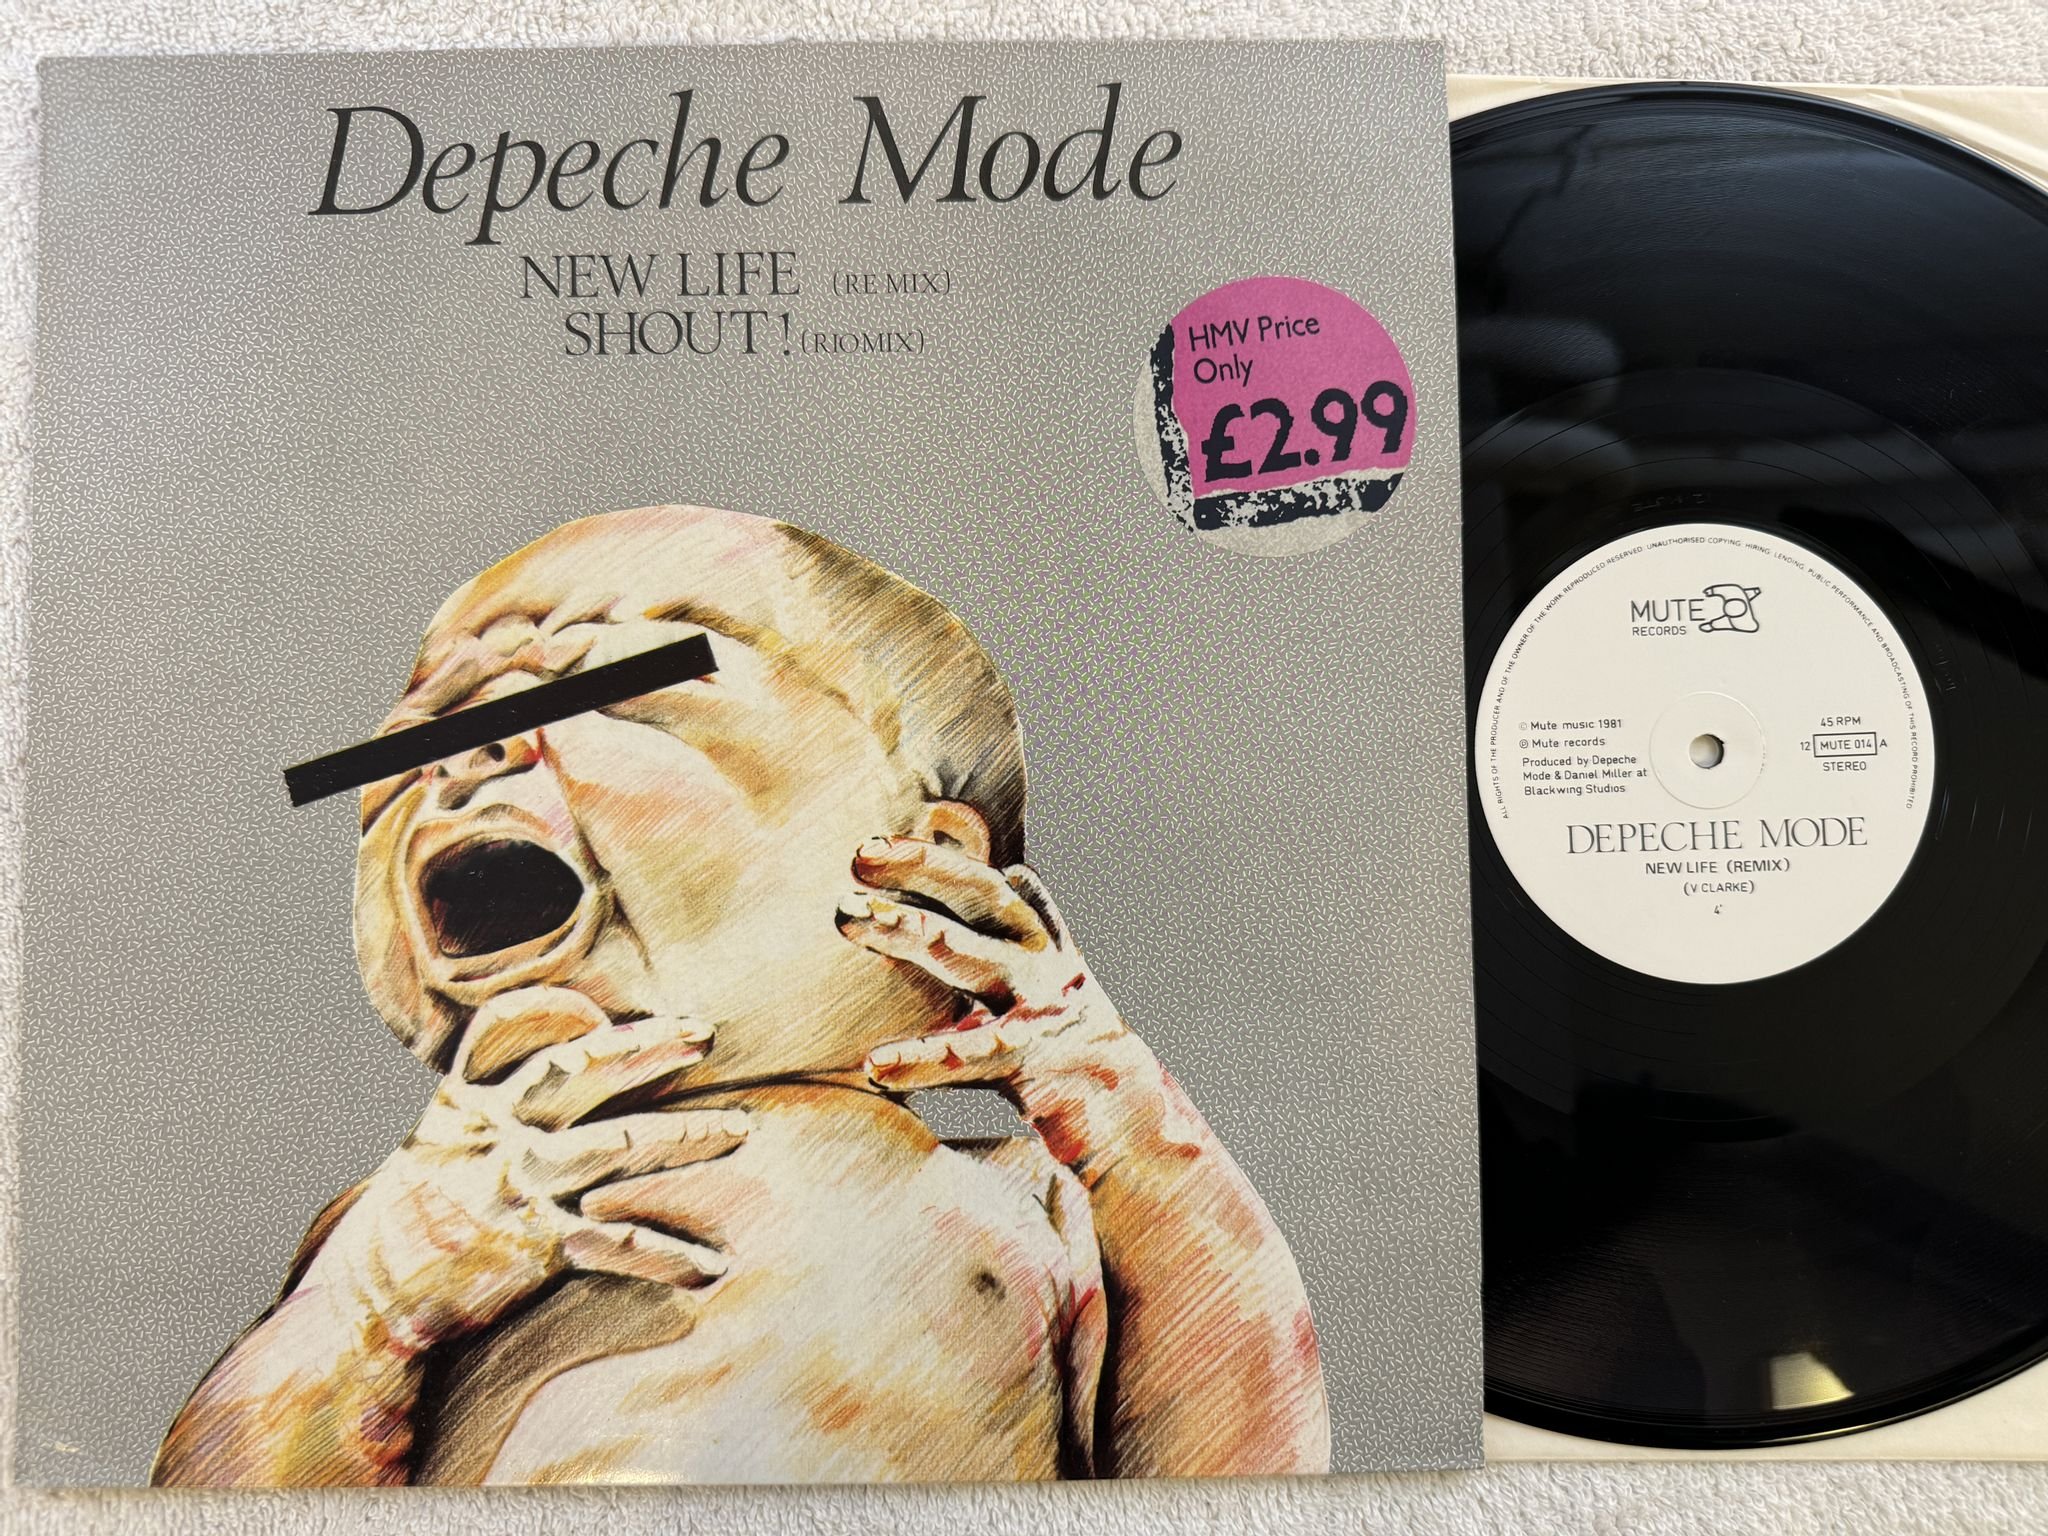 Depeche Mode
NEW LIFE (RE MIX)
SHOUT! (RIOMIX)
HMV Price
Only
£2.99
ALL RIGHTS OF THE PRODUCER AND OF THE OWNER OF THE WORK REPRODUCED RESERVED. UNAUTHORISED COPYING, HIRING, LENDING, PUBLIC PERFORMANCE AND BROADCASTING OF THIS RECORD PROHIBITED
MUTE
RECORDS
© Mute music 1981
℗ Mute records
Produced by Depeche
Mode & Daniel Miller at
Blackwing Studios
45 RPM
12 MUTE 014 A
STEREO
DEPECHE MODE
NEW LIFE (REMIX)
(V CLARKE)